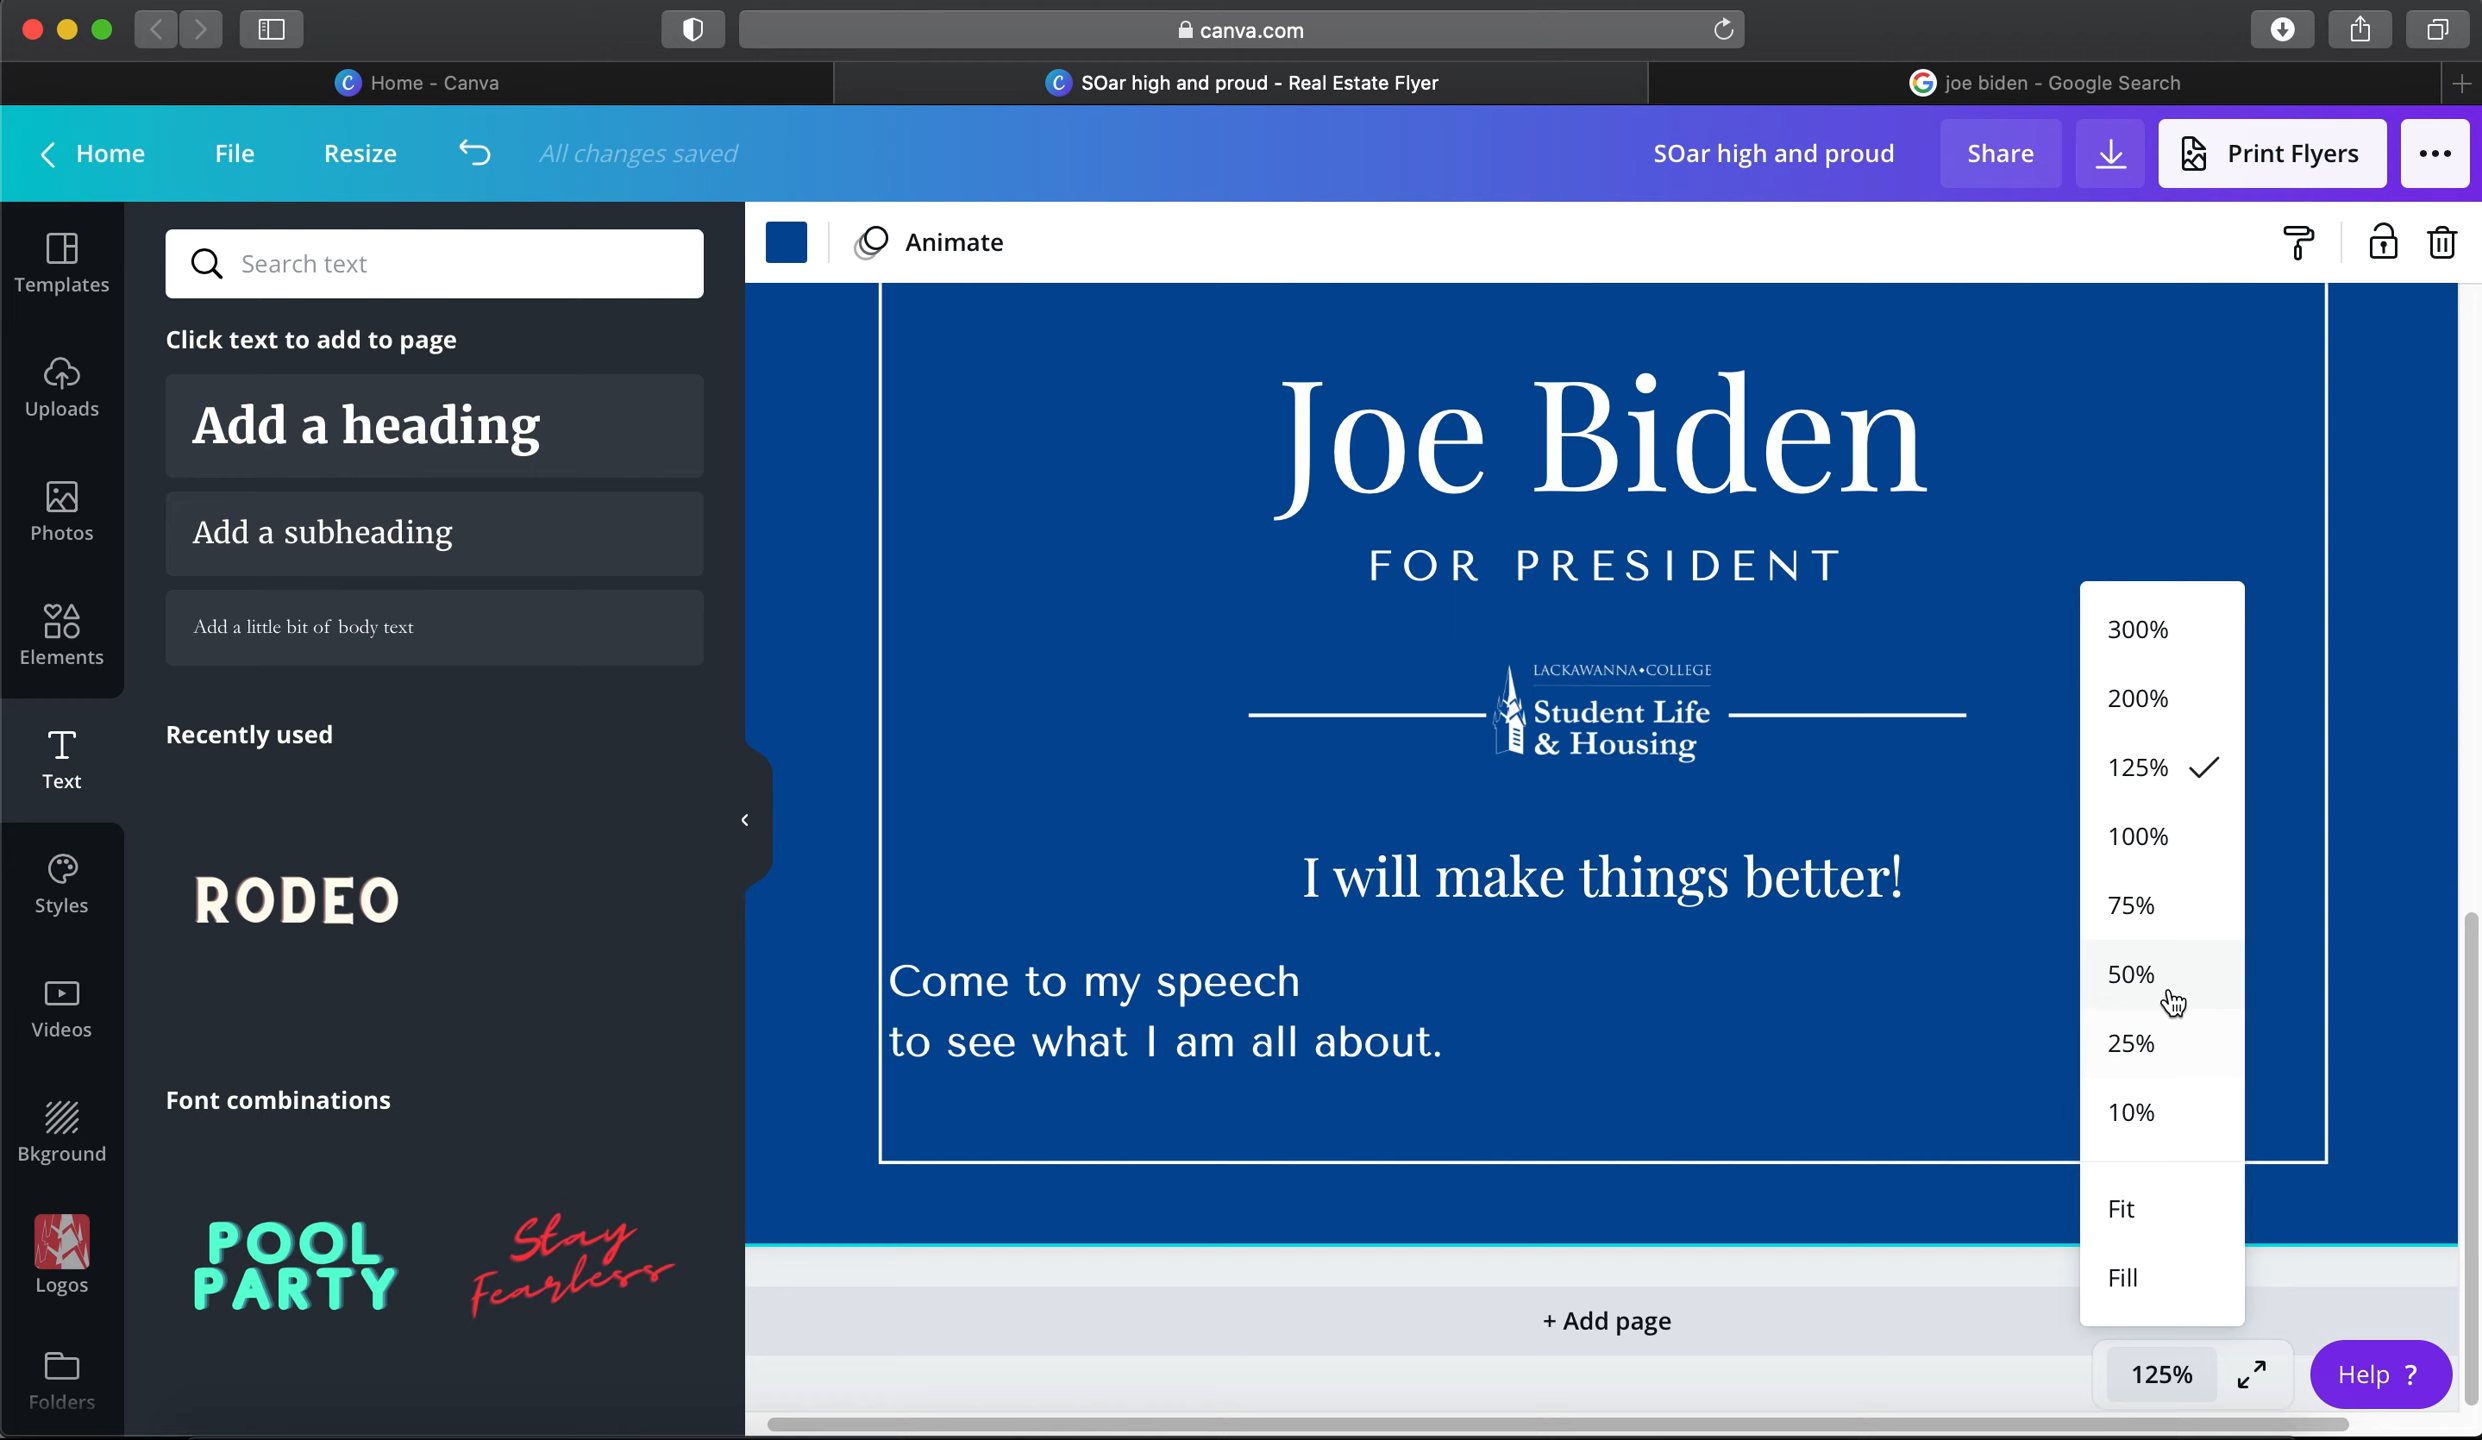 canva.com
Home - Canva
SOar high and proud - Real Estate Flyer
joe biden - Google Search
Home
File
Resize
All changes saved
SOar high and proud
Share
Print Flyers
Templates
Uploads
Photos
Elements
Text
Styles
Videos
Bkground
Logos
Folders
Search text
Click text to add to page
Add a heading
Add a subheading
Add a little bit of body text
Recently used
RODEO
Font combinations
POOL
PARTY
Stay
Fearless
Animate
Joe Biden
FOR PRESIDENT
LACKAWANNA♦COLLEGE
Student Life
& Housing
I will make things better!
Come to my speech
to see what I am all about.
300%
200%
125%
100%
75%
50%
25%
10%
Fit
Fill
+ Add page
125%
Help ?